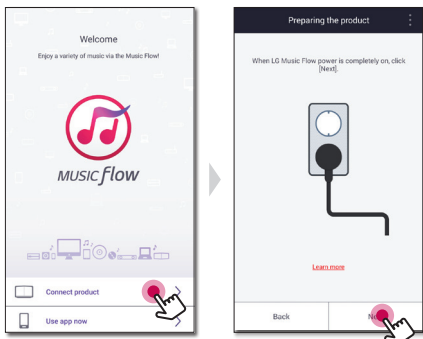 Welcome
Enjoy a variety of music via the Music Flow!
MUSIC flow
Connect product
Use app now
Preparing the product
When LG Music Flow power is completely on, click
[Next].
Learn more
Back